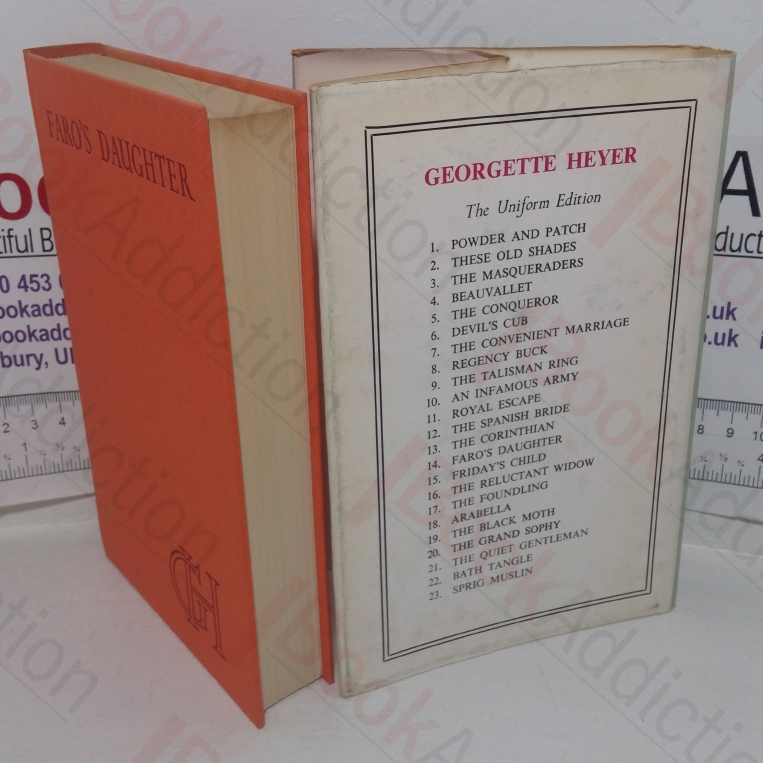 FARO'S DAUGHTER
GH
GEORGETTE HEYER
The Uniform Edition
1. POWDER AND PATCH
2. THESE OLD SHADES
3. THE MASQUERADERS
4. BEAUVALLET
5. THE CONQUEROR
6. DEVIL'S CUB
7. THE CONVENIENT MARRIAGE
8. REGENCY BUCK
9. THE TALISMAN RING
10. AN INFAMOUS ARMY
11. ROYAL ESCAPE
12. THE SPANISH BRIDE
13. THE CORINTHIAN
14. FARO'S DAUGHTER
15. FRIDAY'S CHILD
16. THE RELUCTANT WIDOW
17. THE FOUNDLING
18. ARABELLA
19. THE BLACK MOTH
20. THE GRAND SOPHY
21. THE QUIET GENTLEMAN
22. BATH TANGLE
23. SPRIG MUSLIN
BookAddiction